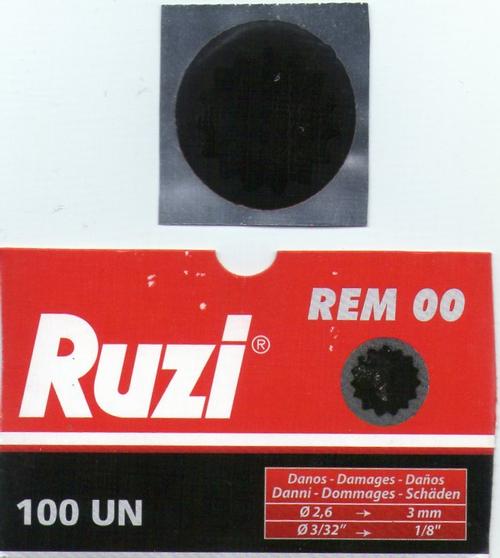 REM 00
Ruzi®
Danos - Damages - Daños
Danni - Dommages - Schäden
100 UN
Ø 2,6 → 3 mm
Ø 3/32" → 1/8"